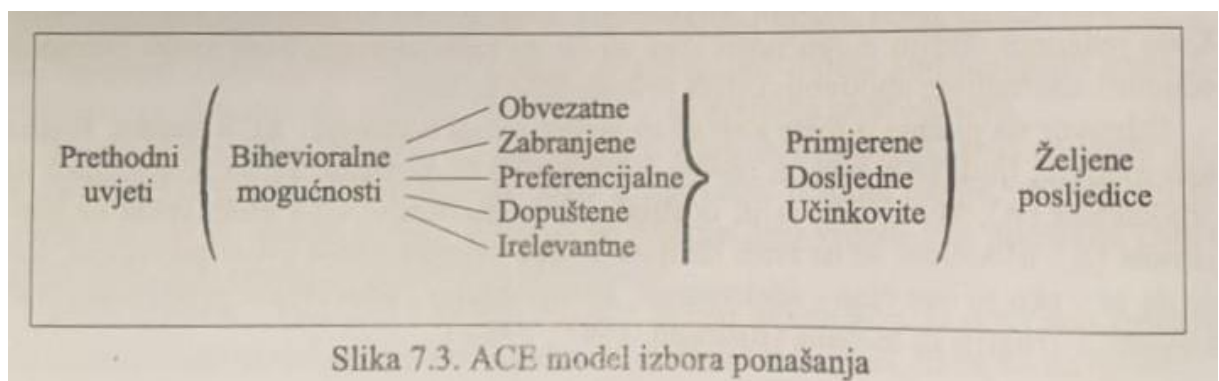 Prethodni
uvjeti
Bihevioralne
mogućnosti
Obvezatne
Zabranjene
Preferencijalne
Dopuštene
Irelevantne
Primjerene
Dosljedne
Učinkovite
Željene
posljedice
Slika 7.3. ACE model izbora ponašanja